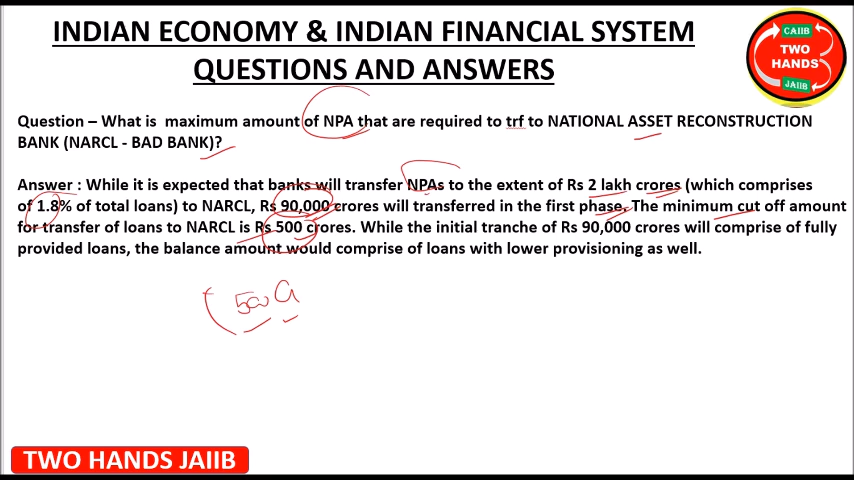 INDIAN ECONOMY & INDIAN FINANCIAL SYSTEM
QUESTIONS AND ANSWERS
CAIIB
TWO
HANDS
JAIIB
Question – What is maximum amount of NPA that are required to trf to NATIONAL ASSET RECONSTRUCTION
BANK (NARCL - BAD BANK)?
Answer : While it is expected that banks will transfer NPAs to the extent of Rs 2 lakh crores (which comprises
of 1.8% of total loans) to NARCL, Rs 90,000 crores will transferred in the first phase. The minimum cut off amount
for transfer of loans to NARCL is Rs 500 crores. While the initial tranche of Rs 90,000 crores will comprise of fully
provided loans, the balance amount would comprise of loans with lower provisioning as well.
500 Cr
TWO HANDS JAIIB